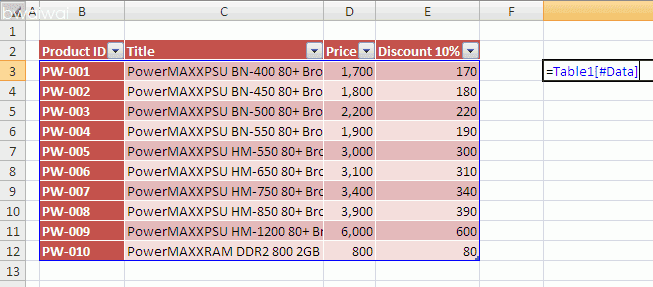 bwaiwai
A B C D E F
1
2 Product ID Title Price Discount 10%
3 PW-001 PowerMAXXPSU BN-400 80+ Bro 1,700 170 =Table1[#Data]
4 PW-002 PowerMAXXPSU BN-450 80+ Bro 1,800 180
5 PW-003 PowerMAXXPSU BN-500 80+ Bro 2,200 220
6 PW-004 PowerMAXXPSU BN-550 80+ Bro 1,900 190
7 PW-005 PowerMAXXPSU HM-550 80+ Bro 3,000 300
8 PW-006 PowerMAXXPSU HM-650 80+ Bro 3,100 310
9 PW-007 PowerMAXXPSU HM-750 80+ Bro 3,400 340
10 PW-008 PowerMAXXPSU HM-850 80+ Bro 3,900 390
11 PW-009 PowerMAXXPSU HM-1200 80+ Br 6,000 600
12 PW-010 PowerMAXXRAM DDR2 800 2GB 800 80
13